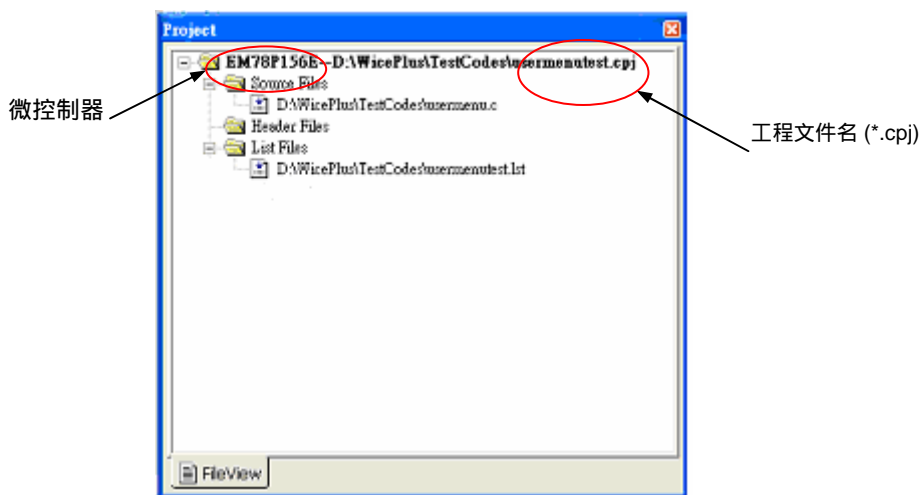 Project
EM78P156E--D:\WicePlus\TestCodes\usermenutest.cpj
Source Files
D:\WicePlus\TestCodes\usermenu.c
Header Files
List Files
D:\WicePlus\TestCodes\usermenutest.lst
微控制器
工程文件名 (*.cpj)
FileView